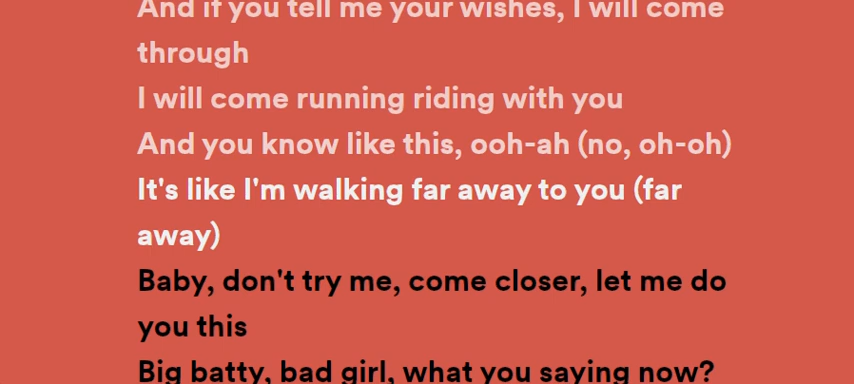 And if you tell me your wishes, I will come
through
I will come running riding with you
And you know like this, ooh-ah (no, oh-oh)
It's like I'm walking far away to you (far
away)
Baby, don't try me, come closer, let me do
you this
Big batty, bad girl, what you saying now?